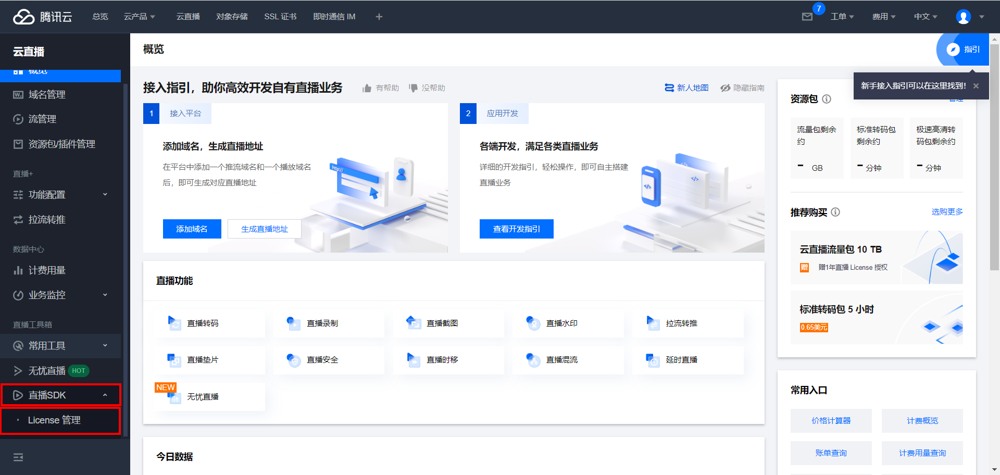 腾讯云
总览
云产品
云直播
对象存储
SSL 证书
即时通信 IM
7
工单
费用
中文
云直播
概览
域名管理
流管理
资源包/插件管理
直播+
功能配置
拉流转推
数据中心
计费用量
业务监控
直播工具箱
常用工具
无忧直播 HOT
直播SDK
License 管理
概览
指引
新手接入指引可以在这里找到!
接入指引，助你高效开发自有直播业务
有帮助
没帮助
新人地图
隐藏指南
1 接入平台
添加域名，生成直播地址
在平台中添加一个推流域名和一个播放域名
后，即可生成对应直播地址
http://
添加域名
生成直播地址
2 应用开发
各端开发，满足各类直播业务
详细的开发指引，轻松操作，即可自主搭建
直播业务
</>
</>
</>
查看开发指引
直播功能
直播转码
直播录制
直播截图
直播水印
拉流转推
直播垫片
直播安全
直播时移
直播混流
延时直播
NEW
无忧直播
今日数据
资源包
管理
流量包剩余
约
- GB
标准转码包
剩余约
- 分钟
极速高清转
码包剩余约
- 分钟
推荐购买
选购更多
云直播流量包 10 TB
赠 赠1年直播 License 授权
标准转码包 5 小时
0.65美元
常用入口
价格计算器
计费概览
账单查询
计费用量查询